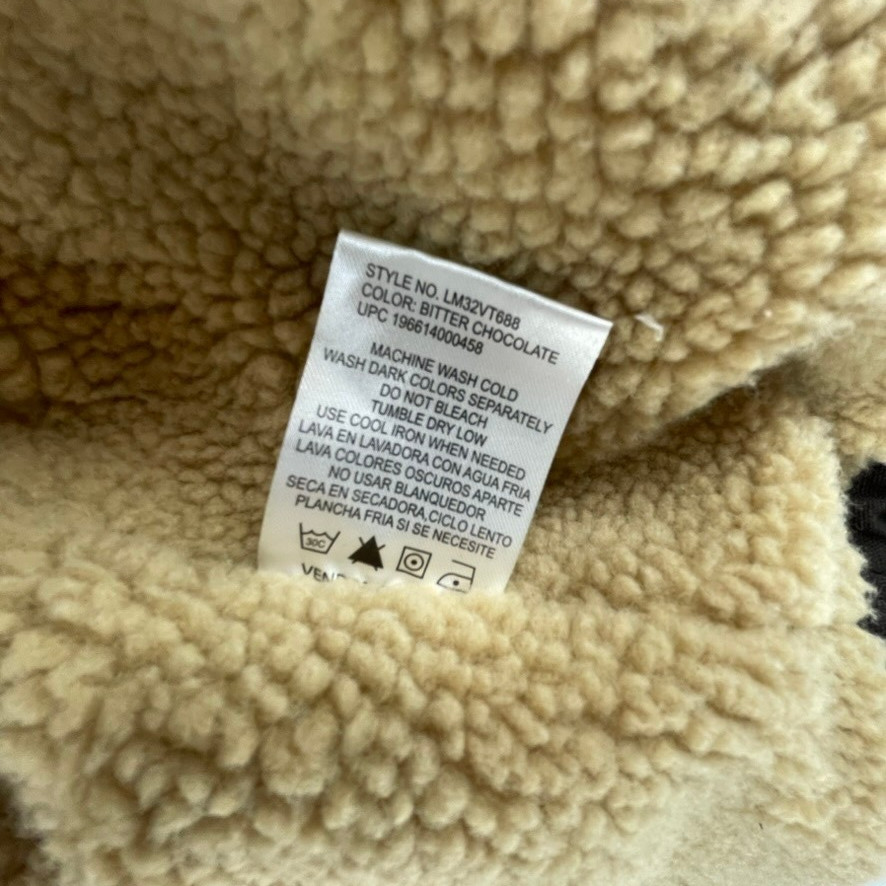 STYLE NO. LM32VT688
COLOR: BITTER CHOCOLATE
UPC 196614000458
MACHINE WASH COLD
WASH DARK COLORS SEPARATELY
DO NOT BLEACH
TUMBLE DRY LOW
USE COOL IRON WHEN NEEDED
LAVA EN LAVADORA CON AGUA FRIA
LAVA COLORES OSCUROS APARTE
NO USAR BLANQUEDOR
SECA EN SECADORA,CICLO LENTO
PLANCHA FRIA SI SE NECESITE
30C